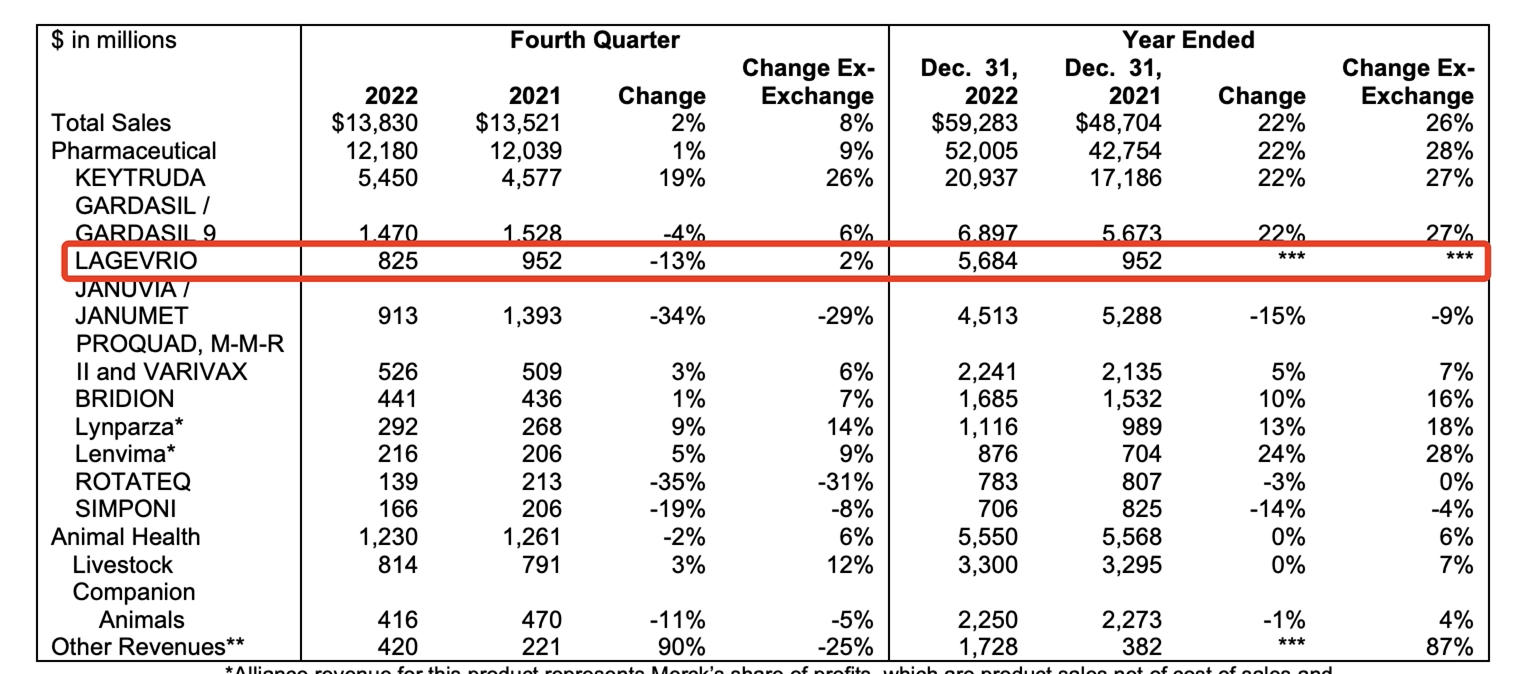 $ in millions Fourth Quarter Year Ended
Change Ex- Dec. 31, Dec. 31, Change Ex-
2022 2021 Change Exchange 2022 2021 Change Exchange
Total Sales $13,830 $13,521 2% 8% $59,283 $48,704 22% 26%
Pharmaceutical 12,180 12,039 1% 9% 52,005 42,754 22% 28%
KEYTRUDA 5,450 4,577 19% 26% 20,937 17,186 22% 27%
GARDASIL /
GARDASIL 9 1,470 1,528 -4% 6% 6,897 5,673 22% 27%
LAGEVRIO 825 952 -13% 2% 5,684 952 *** ***
JANUVIA /
JANUMET 913 1,393 -34% -29% 4,513 5,288 -15% -9%
PROQUAD, M-M-R
II and VARIVAX 526 509 3% 6% 2,241 2,135 5% 7%
BRIDION 441 436 1% 7% 1,685 1,532 10% 16%
Lynparza* 292 268 9% 14% 1,116 989 13% 18%
Lenvima* 216 206 5% 9% 876 704 24% 28%
ROTATEQ 139 213 -35% -31% 783 807 -3% 0%
SIMPONI 166 206 -19% -8% 706 825 -14% -4%
Animal Health 1,230 1,261 -2% 6% 5,550 5,568 0% 6%
Livestock 814 791 3% 12% 3,300 3,295 0% 7%
Companion
Animals 416 470 -11% -5% 2,250 2,273 -1% 4%
Other Revenues** 420 221 90% -25% 1,728 382 *** 87%
*Alliance revenue for this product represents Merck's share of profits, which are product sales net of cost of sales and